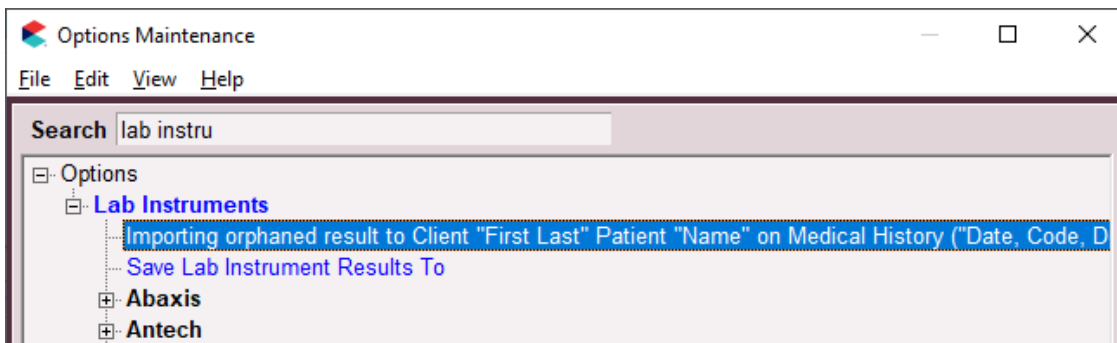 Options Maintenance
File Edit View Help
Search lab instru
Options
Lab Instruments
Importing orphaned result to Client "First Last" Patient "Name" on Medical History ("Date, Code, D
Save Lab Instrument Results To
Abaxis
Antech